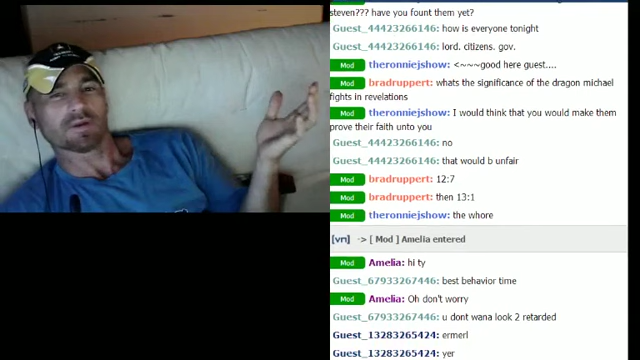 steven??? have you fount them yet?
Guest_44423266146: how is everyone tonight
Guest_44423266146: lord. citizens. gov.
Mod theronniejshow: <~~~good here guest....
Mod bradruppert: whats the significance of the dragon michael
fights in revelations
Mod theronniejshow: I would think that you would make them
prove their faith unto you
Guest_44423266146: no
Guest_44423266146: that would b unfair
Mod bradruppert: 12:7
Mod bradruppert: then 13:1
Mod theronniejshow: the whore
[vn] -> [ Mod ] Amelia entered
Mod Amelia: hi ty
Guest_67933267446: best behavior time
Mod Amelia: Oh don't worry
Guest_67933267446: u dont wana look 2 retarded
Guest_13283265424: ermerl
Guest_13283265424: yer